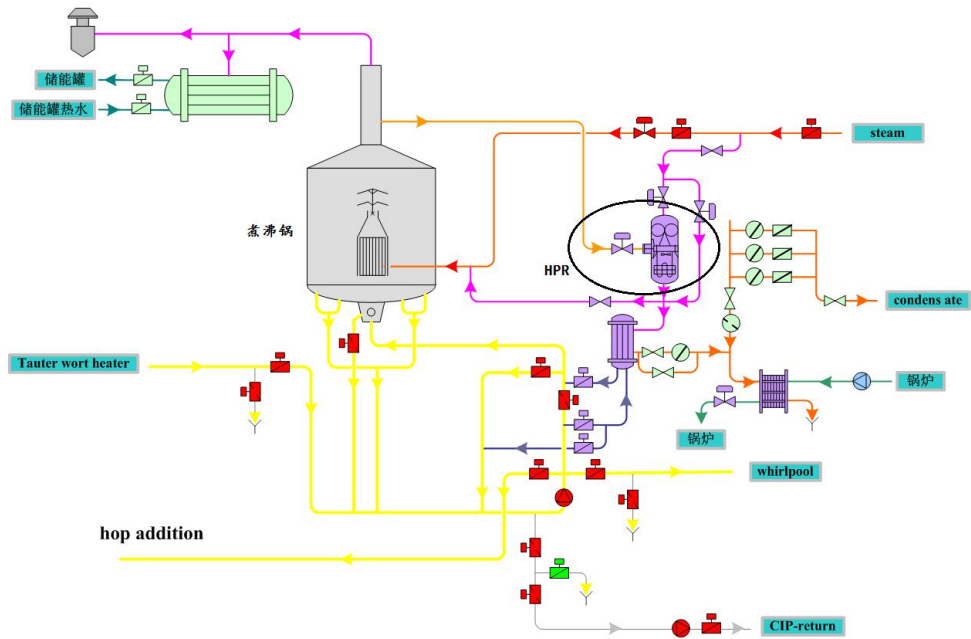 储能罐
储能罐热水
steam
煮沸锅
HPR
condens ate
Tauter wort heater
锅炉
锅炉
whirlpool
hop addition
CIP-return